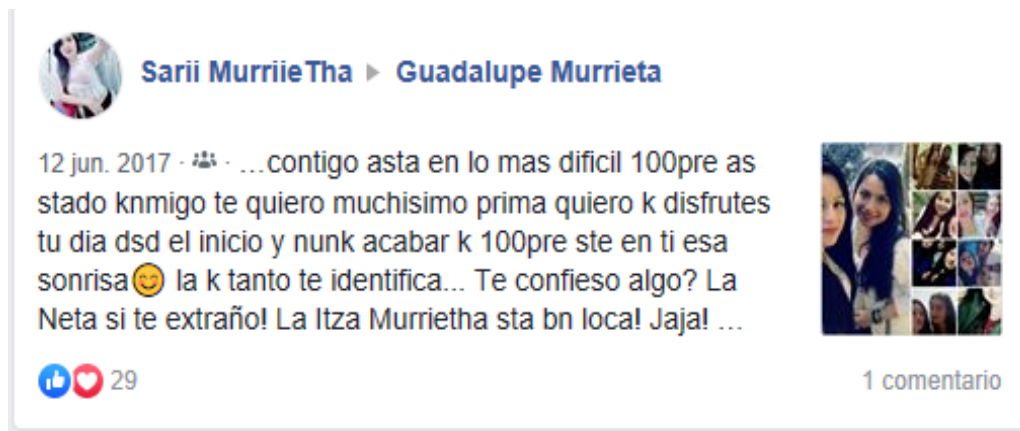 Sarii MurriieTha ▸ Guadalupe Murrieta
12 jun. 2017 · · …contigo asta en lo mas dificil 100pre as
stado knmigo te quiero muchisimo prima quiero k disfrutes
tu dia dsd el inicio y nunk acabar k 100pre ste en ti esa
sonrisa😊 la k tanto te identifica... Te confieso algo? La
Neta si te extraño! La Itza Murrietha sta bn loca! Jaja! …
29
1 comentario